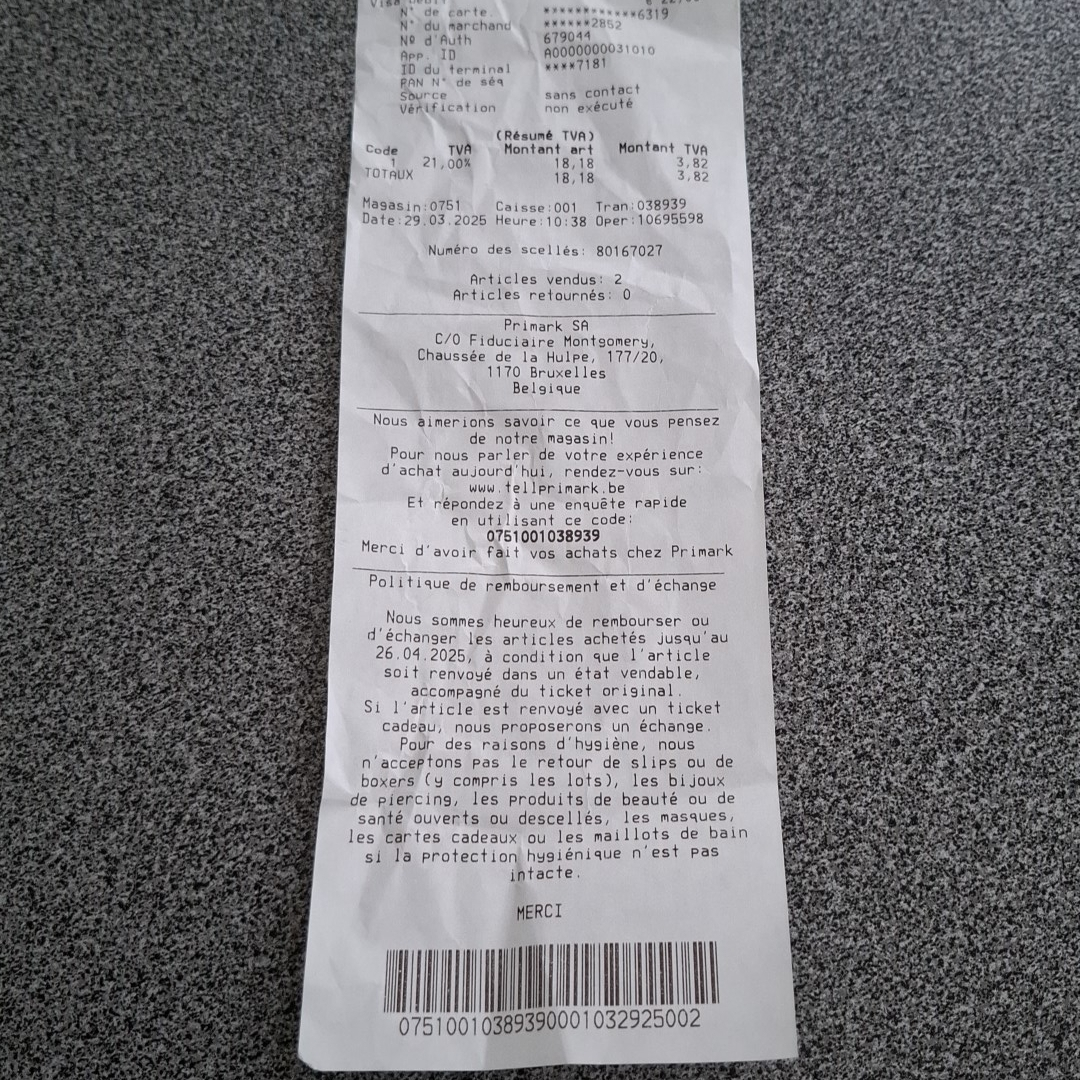 Visa Debit
N° de carte ************6319
N° du marchand ******2852
Nº d'Auth 679044
App. ID A0000000031010
ID du terminal ****7181
PAN N° de séq
Source sans contact
Vérification non exécuté
(Résumé TVA)
Code TVA Montant art Montant TVA
1 21,00% 18,18 3,82
TOTAUX 18,18 3,82
Magasin:0751 Caisse:001 Tran:038939
Date:29.03.2025 Heure:10:38 Oper:10695598
Numéro des scellés: 80167027
Articles vendus: 2
Articles retournés: 0
Primark SA
C/O Fiduciaire Montgomery,
Chaussée de la Hulpe, 177/20,
1170 Bruxelles
Belgique
Nous aimerions savoir ce que vous pensez
de notre magasin!
Pour nous parler de votre expérience
d'achat aujourd'hui, rendez-vous sur:
www.tellprimark.be
Et répondez à une enquête rapide
en utilisant ce code:
0751001038939
Merci d'avoir fait vos achats chez Primark
Politique de remboursement et d'échange
Nous sommes heureux de rembourser ou
d'échanger les articles achetés jusqu'au
26.04.2025, à condition que l'article
soit renvoyé dans un état vendable,
accompagné du ticket original.
Si l'article est renvoyé avec un ticket
cadeau, nous proposerons un échange.
Pour des raisons d'hygiène, nous
n'acceptons pas le retour de slips ou de
boxers (y compris les lots), les bijoux
de piercing, les produits de beauté ou de
santé ouverts ou descellés, les masques,
les cartes cadeaux ou les maillots de bain
si la protection hygiénique n'est pas
intacte.
MERCI
07510010389390001032925002